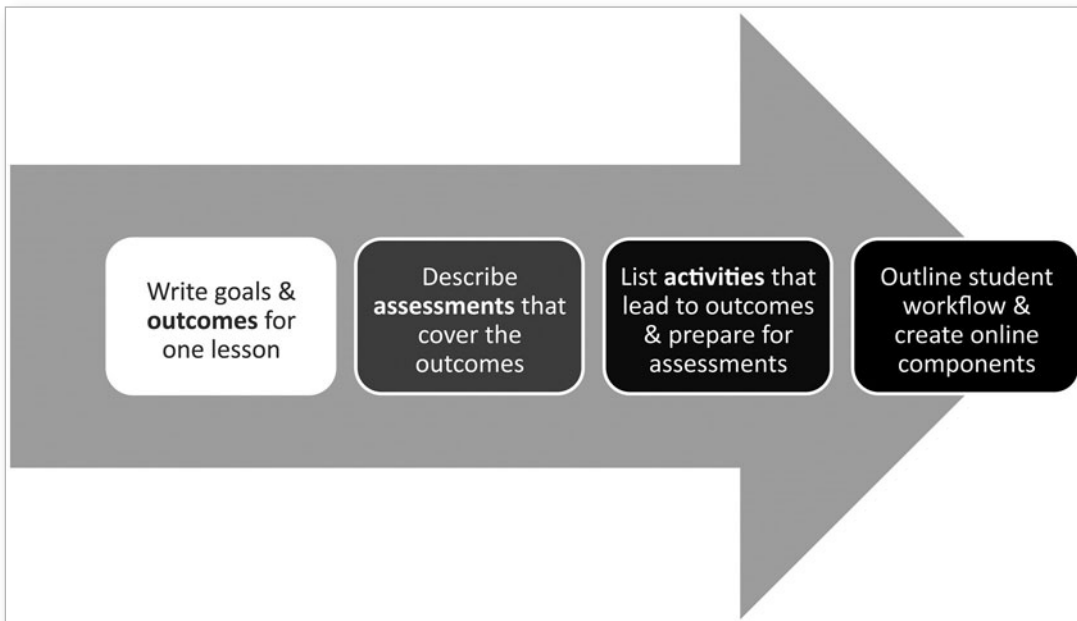 Write goals &
outcomes for
one lesson
Describe
assessments that
cover the
outcomes
List activities that
lead to outcomes
& prepare for
assessments
Outline student
workflow &
create online
components